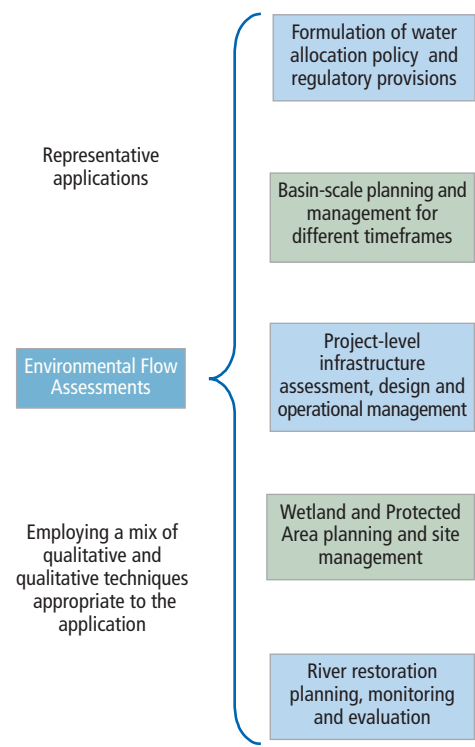 Representative
applications
Environmental Flow
Assessments
Employing a mix of
qualitative and
qualitative techniques
appropriate to the
application
Formulation of water
allocation policy and
regulatory provisions
Basin-scale planning and
management for
different timeframes
Project-level
infrastructure
assessment, design and
operational management
Wetland and Protected
Area planning and site
management
River restoration
planning, monitoring
and evaluation